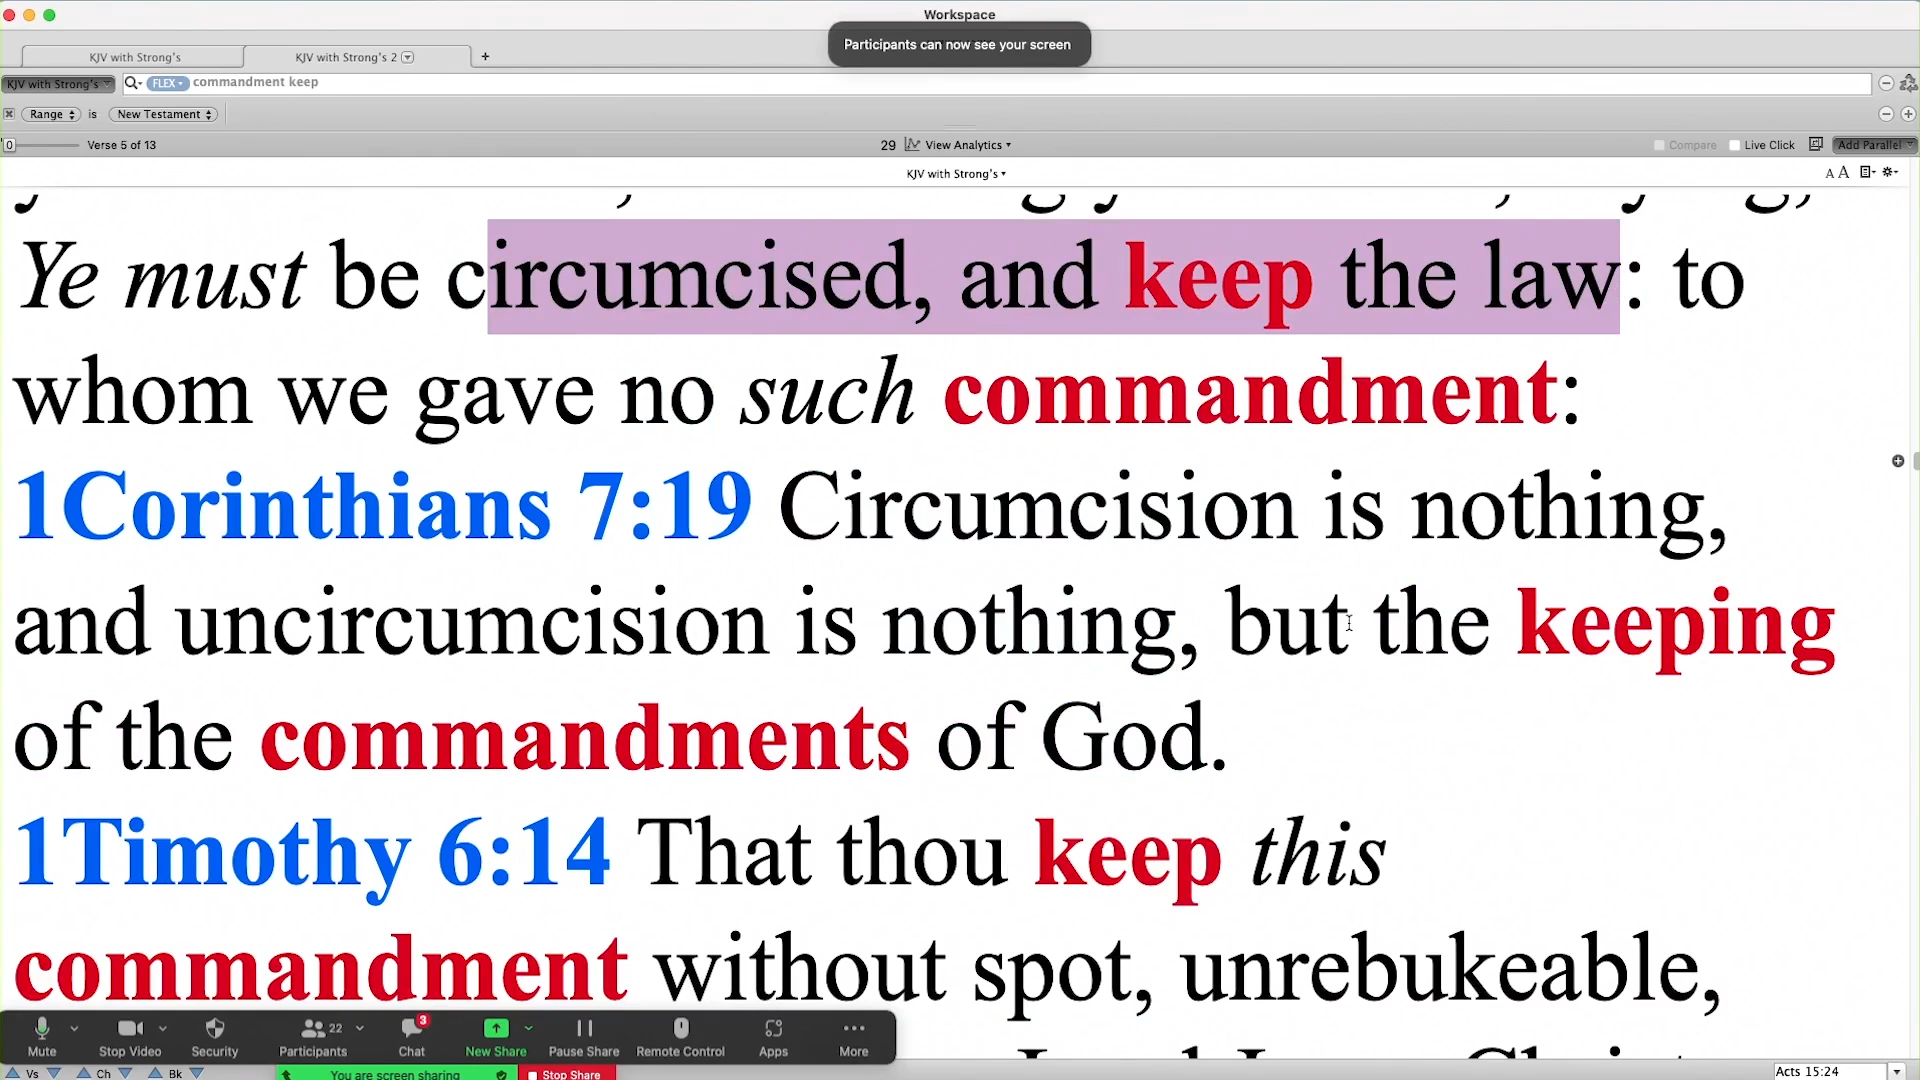 Workspace
Participants can now see your screen
KJV with Strong's
KJV with Strong's 2
+
KJV with Strong's
FLEX commandment keep
Range is New Testament
0 Verse 5 of 13
29 View Analytics
Compare Live Click Add Parallel
KJV with Strong's
A A
Ye must be circumcised, and keep the law: to
whom we gave no such commandment:
1Corinthians 7:19 Circumcision is nothing,
and uncircumcision is nothing, but the keeping
of the commandments of God.
1Timothy 6:14 That thou keep this
commandment without spot, unrebukeable,
Mute
Stop Video
Security
22
Participants
3
Chat
New Share
Pause Share
Remote Control
Apps
More
Vs Ch Bk
You are screen sharing
Stop Share
Acts 15:24